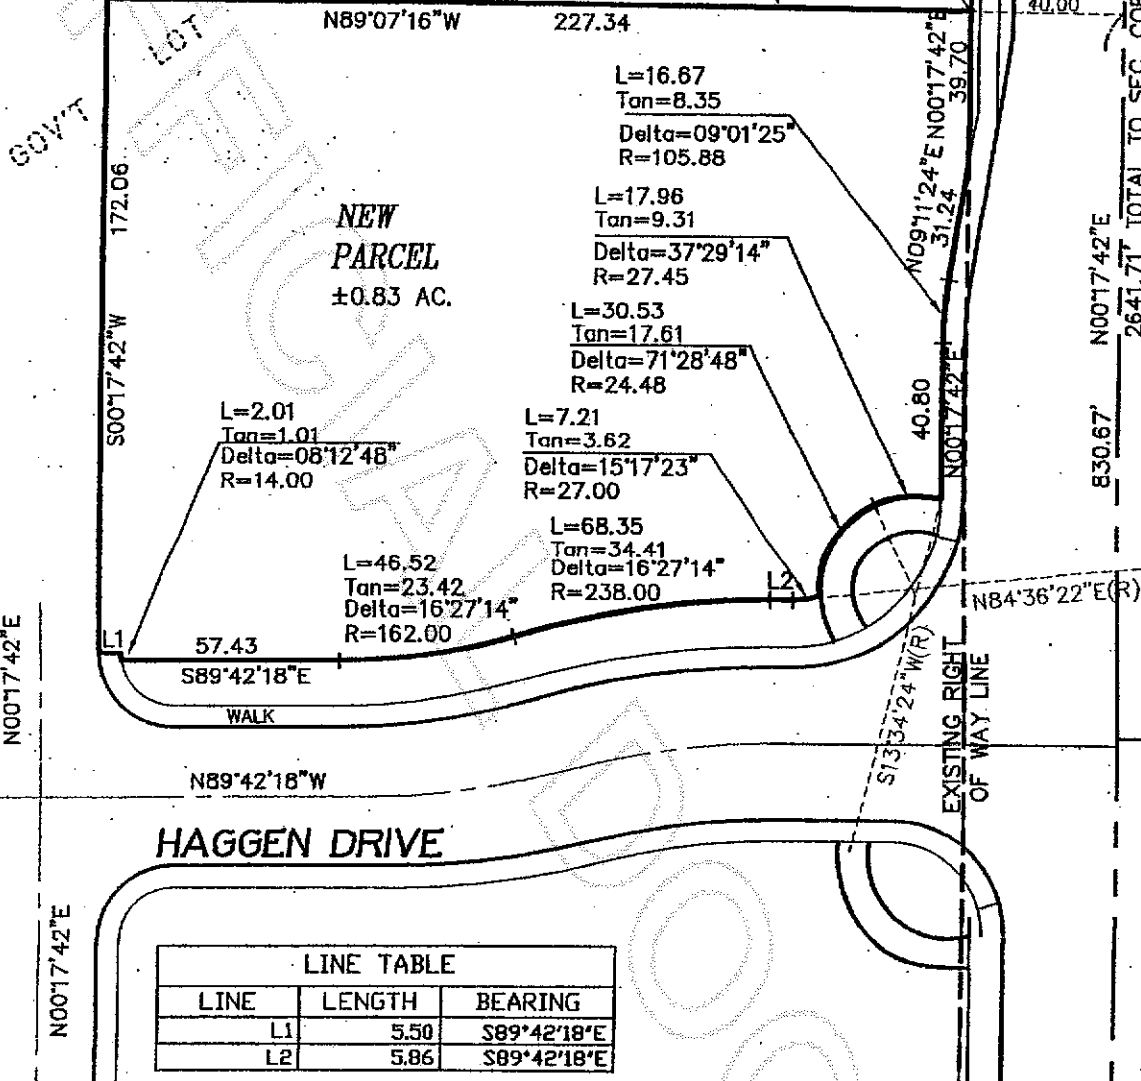 N89°07'16"W 227.34
40.00
LOT
GOV'T
172.06
S00°17'42"W
NEW
PARCEL
±0.83 AC.
L=16.67
Tan=8.35
Delta=09°01'25"
R=105.88
L=17.96
Tan=9.31
Delta=37°29'14"
R=27.45
L=30.53
Tan=17.61
Delta=71°28'48"
R=24.48
L=7.21
Tan=3.62
Delta=15°17'23"
R=27.00
L=68.35
Tan=34.41
Delta=16°27'14"
R=238.00
L=2.01
Tan=1.01
Delta=08°12'48"
R=14.00
L=46.52
Tan=23.42
Delta=16°27'14"
R=162.00
N00°17'42"E
39.70
N09°11'24"E
31.24
40.80
N00°17'42"E
N00°17'42"E
830.67'
2641.71' TOTAL TO SEC
L1
57.43
S89°42'18"E
L2
N84°36'22"E(R)
S13°34'24"W(R)
EXISTING RIGHT
OF WAY LINE
WALK
N00°17'42"E
N89°42'18"W
HAGGEN DRIVE
N00°17'42"E
LINE TABLE
LINE LENGTH BEARING
L1 5.50 S89°42'18"E
L2 5.86 S89°42'18"E